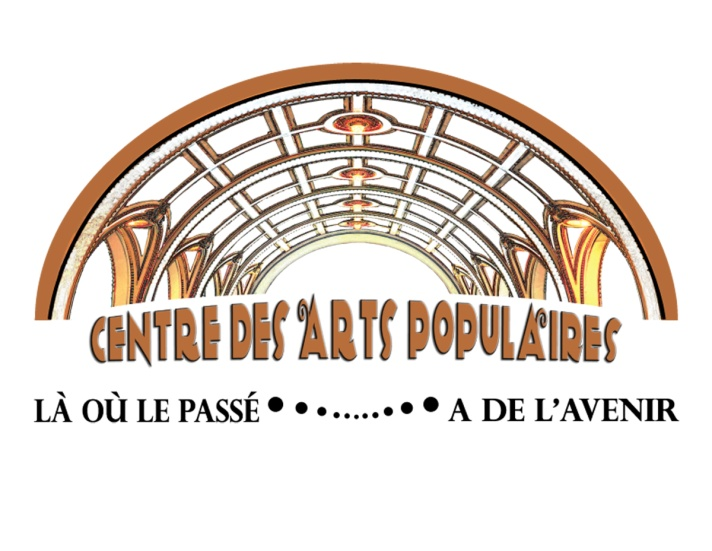 CENTRE DES ARTS POPULAIRES
LÀ OÙ LE PASSÉ •••.....••• A DE L'AVENIR